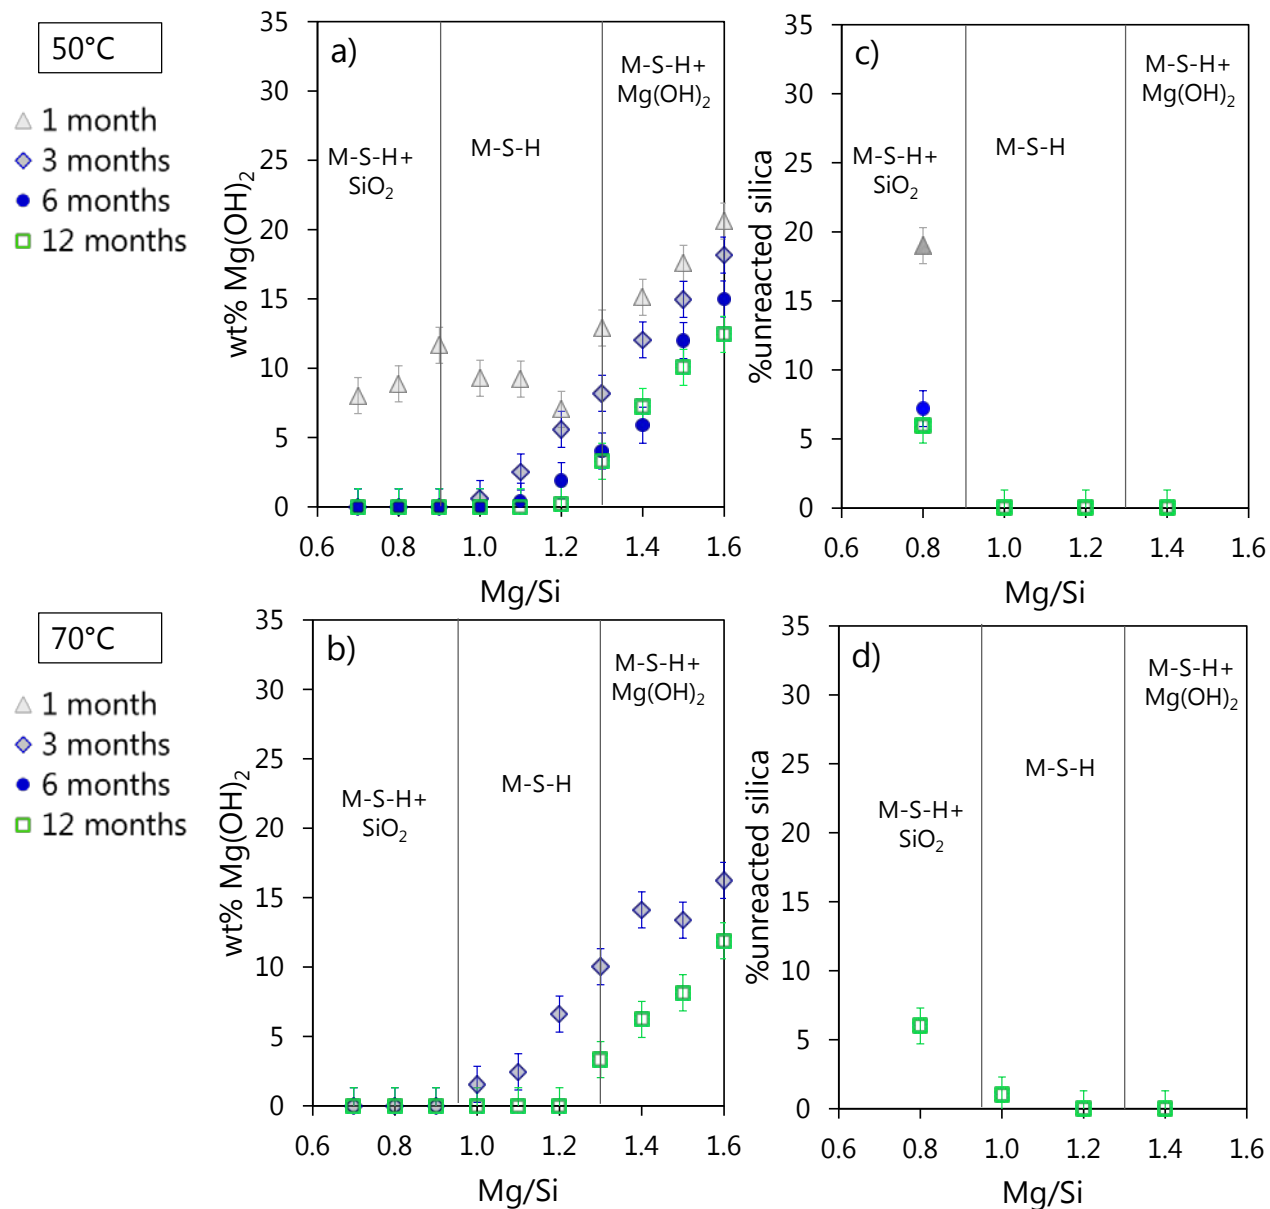 50°C
1 month
3 months
6 months
12 months
a)
wt% Mg(OH)₂
35
30
25
20
15
10
5
0
M-S-H+
SiO₂
M-S-H
M-S-H+
Mg(OH)₂
0.6 0.8 1.0 1.2 1.4 1.6
Mg/Si
c)
%unreacted silica
35
30
25
20
15
10
5
0
M-S-H+
SiO₂
M-S-H
M-S-H+
Mg(OH)₂
0.6 0.8 1.0 1.2 1.4 1.6
Mg/Si
70°C
1 month
3 months
6 months
12 months
b)
wt% Mg(OH)₂
35
30
25
20
15
10
5
0
M-S-H+
SiO₂
M-S-H
M-S-H+
Mg(OH)₂
0.6 0.8 1.0 1.2 1.4 1.6
Mg/Si
d)
%unreacted silica
35
30
25
20
15
10
5
0
M-S-H+
SiO₂
M-S-H
M-S-H+
Mg(OH)₂
0.6 0.8 1.0 1.2 1.4 1.6
Mg/Si